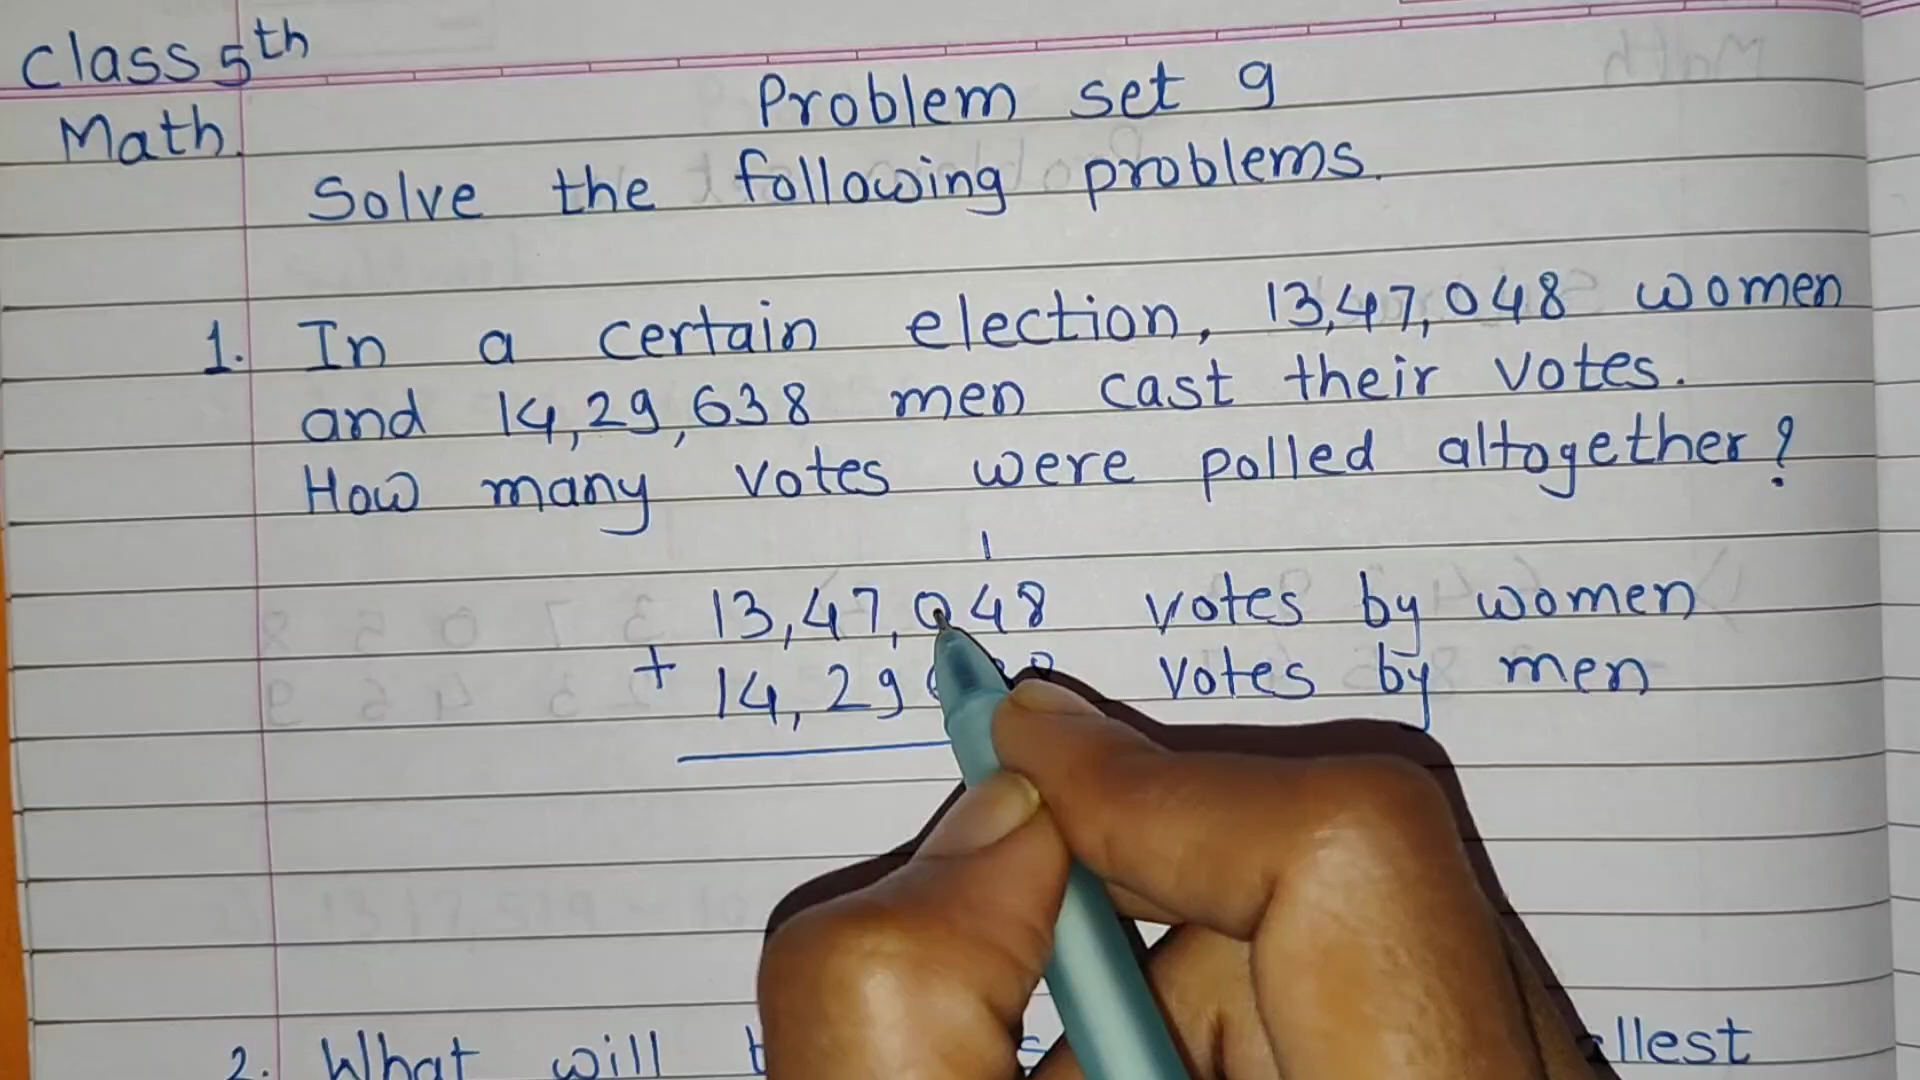 Class 5th
Math.
Problem set 9
Solve the following problems.
1. In a certain election, 13,47,048 women
and 14,29,638 men cast their votes.
How many votes were polled altogether?
1
13,47,048 votes by women
+ 14,29 votes by men
2. What will llest